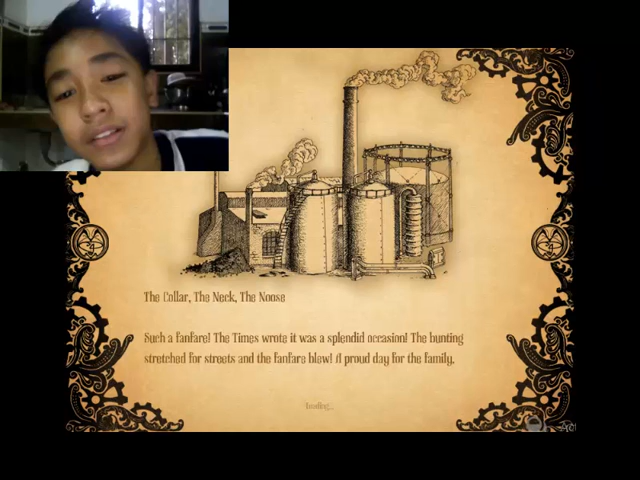 The Collar, The Neck, The Noose
Such a fanfare! The Times wrote it was a splendid occasion! The bunting
stretched for streets and the fanfare blew! A proud day for the family.
Loading...